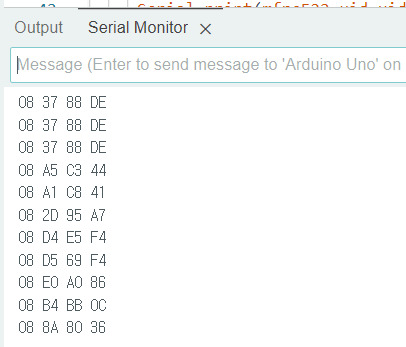 Output
Serial Monitor
Message (Enter to send message to 'Arduino Uno' on
08 37 88 DE
08 37 88 DE
08 37 88 DE
08 A5 C3 44
08 A1 C8 41
08 2D 95 A7
08 D4 E5 F4
08 D5 69 F4
08 E0 A0 86
08 B4 BB 0C
08 8A 80 36